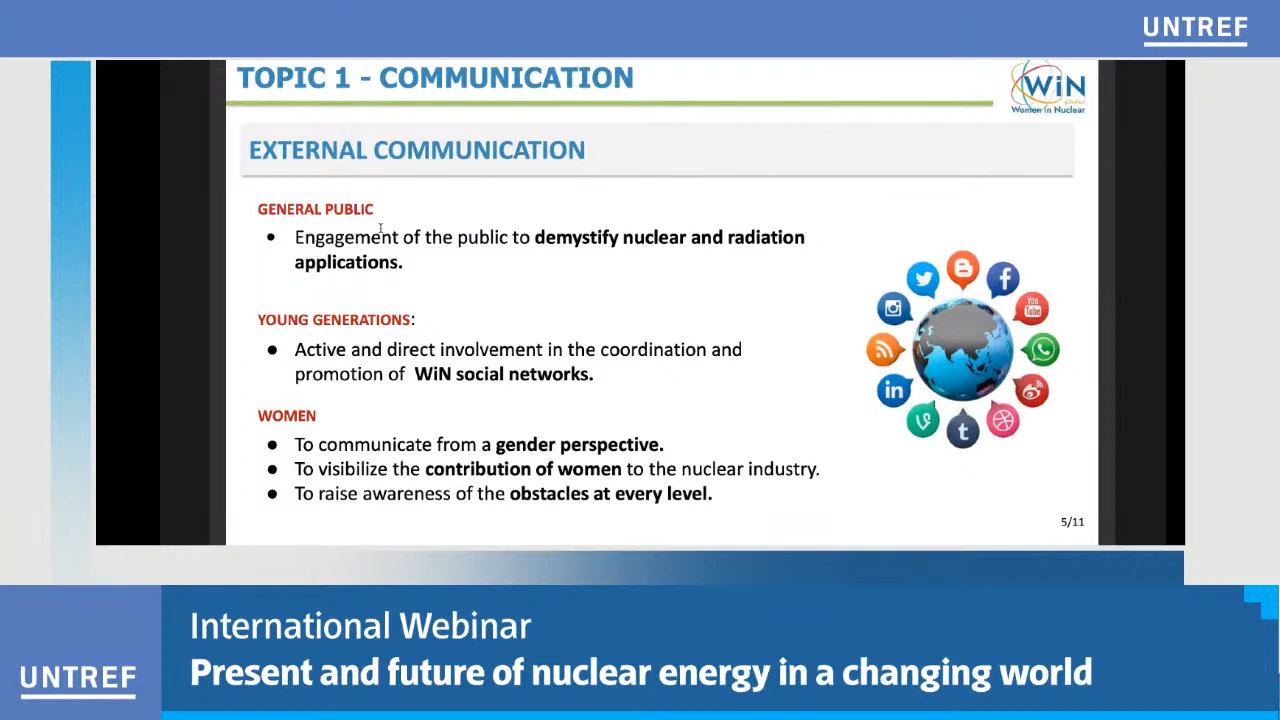 UNTREF
TOPIC 1 - COMMUNICATION
WiN
Global
Women in Nuclear
EXTERNAL COMMUNICATION
GENERAL PUBLIC
• Engagement of the public to demystify nuclear and radiation
applications.
YOUNG GENERATIONS:
• Active and direct involvement in the coordination and
promotion of WiN social networks.
WOMEN
• To communicate from a gender perspective.
• To visibilize the contribution of women to the nuclear industry.
• To raise awareness of the obstacles at every level.
You
Tube
in
5/11
International Webinar
UNTREF
Present and future of nuclear energy in a changing world